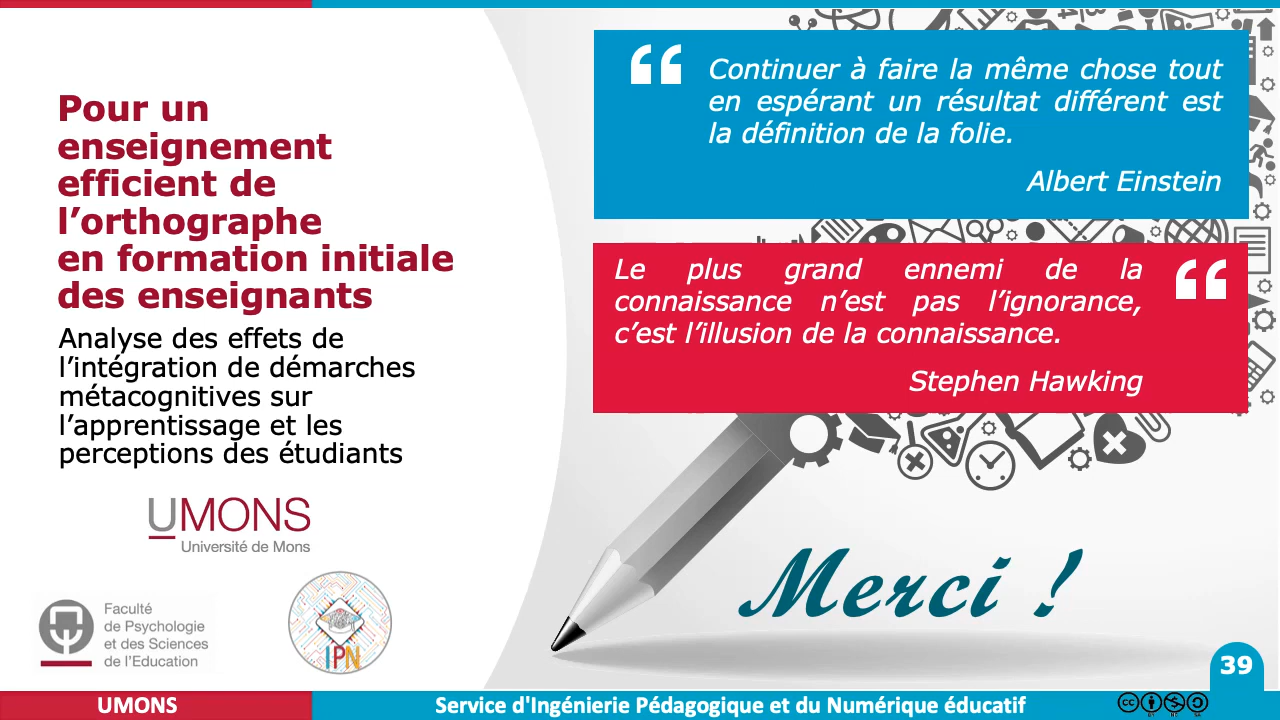 Pour un
enseignement
efficient de
l’orthographe
en formation initiale
des enseignants
Analyse des effets de
l’intégration de démarches
métacognitives sur
l’apprentissage et les
perceptions des étudiants
UMONS
Université de Mons
Faculté
de Psychologie
et des Sciences
de l’Education
IPN
Continuer à faire la même chose tout
en espérant un résultat différent est
la définition de la folie.
Albert Einstein
Le plus grand ennemi de la
connaissance n’est pas l’ignorance,
c’est l’illusion de la connaissance.
Stephen Hawking
Merci !
39
UMONS
Service d'Ingénierie Pédagogique et du Numérique éducatif
cc
BY NC SA